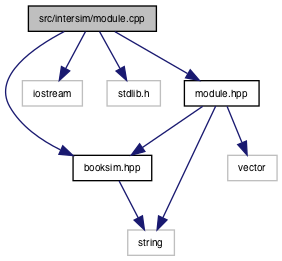 src/intersim/module.cpp
iostream
stdlib.h
module.hpp
booksim.hpp
vector
string